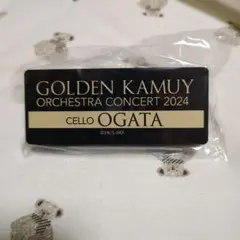 GOLDEN KAMUY
ORCHESTRA CONCERT 2024
CELLO OGATA